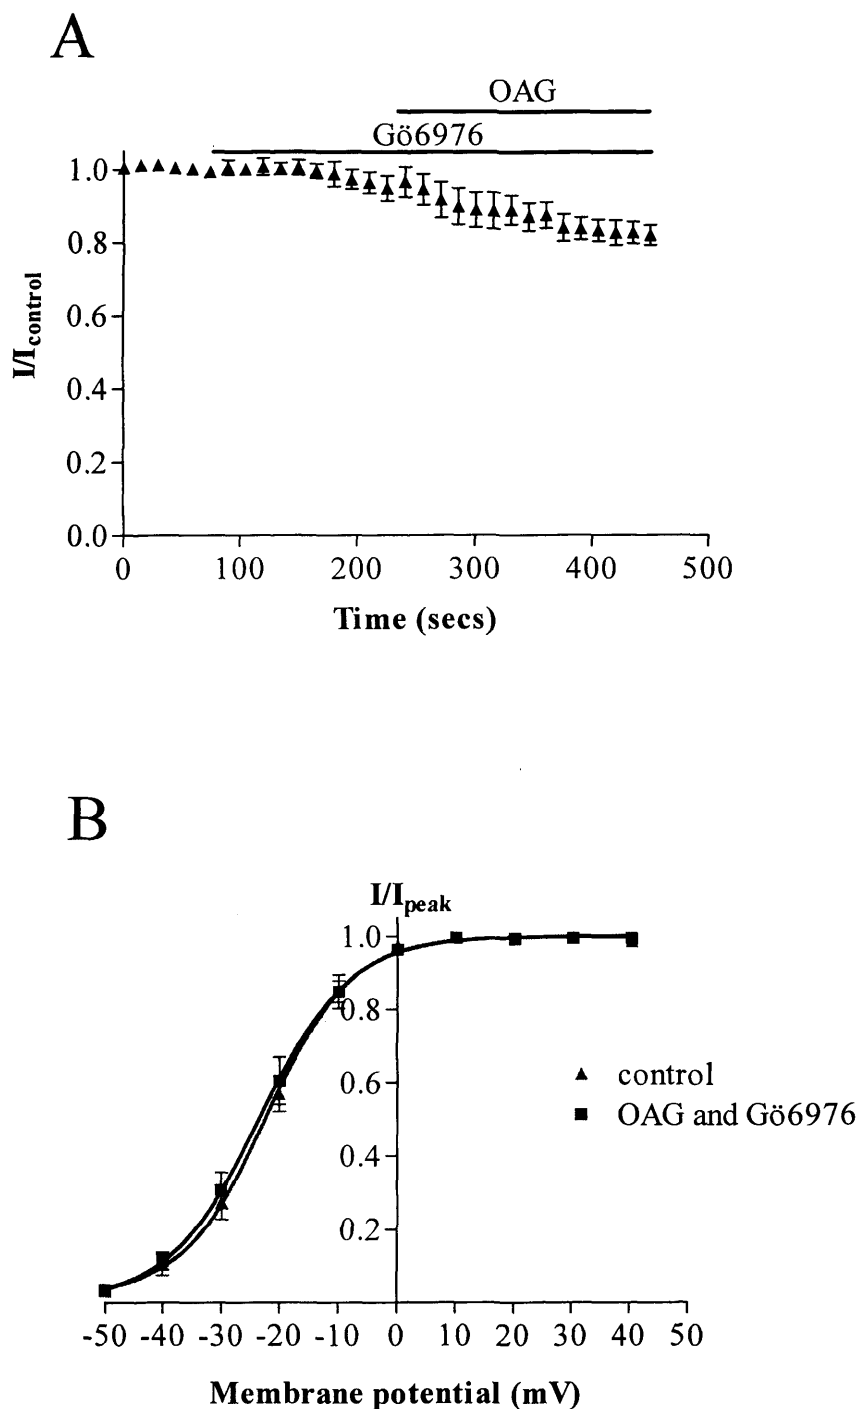 A
OAG
Gö6976
1.0
0.8
0.6
0.4
0.2
0.0
I/Icontrol
0 100 200 300 400 500
Time (secs)
B
I/Ipeak
1.0
0.8
0.6
0.4
0.2
control
OAG and Gö6976
-50 -40 -30 -20 -10 0 10 20 30 40 50
Membrane potential (mV)